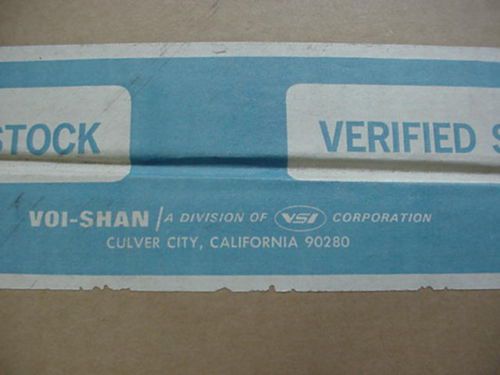 STOCK VERIFIED S
VOI-SHAN / A DIVISION OF VSI CORPORATION
CULVER CITY, CALIFORNIA 90280